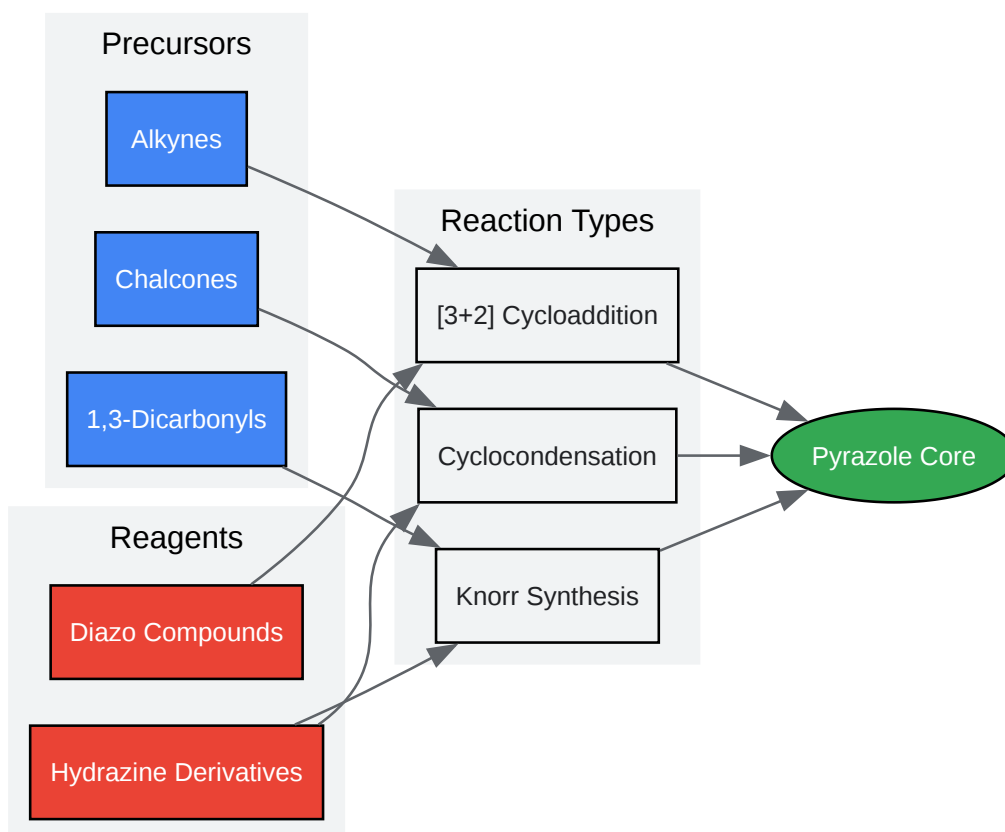 Precursors
Alkynes
Chalcones
1,3-Dicarbonyls
Reagents
Diazo Compounds
Hydrazine Derivatives
Reaction Types
[3+2] Cycloaddition
Cyclocondensation
Knorr Synthesis
Pyrazole Core